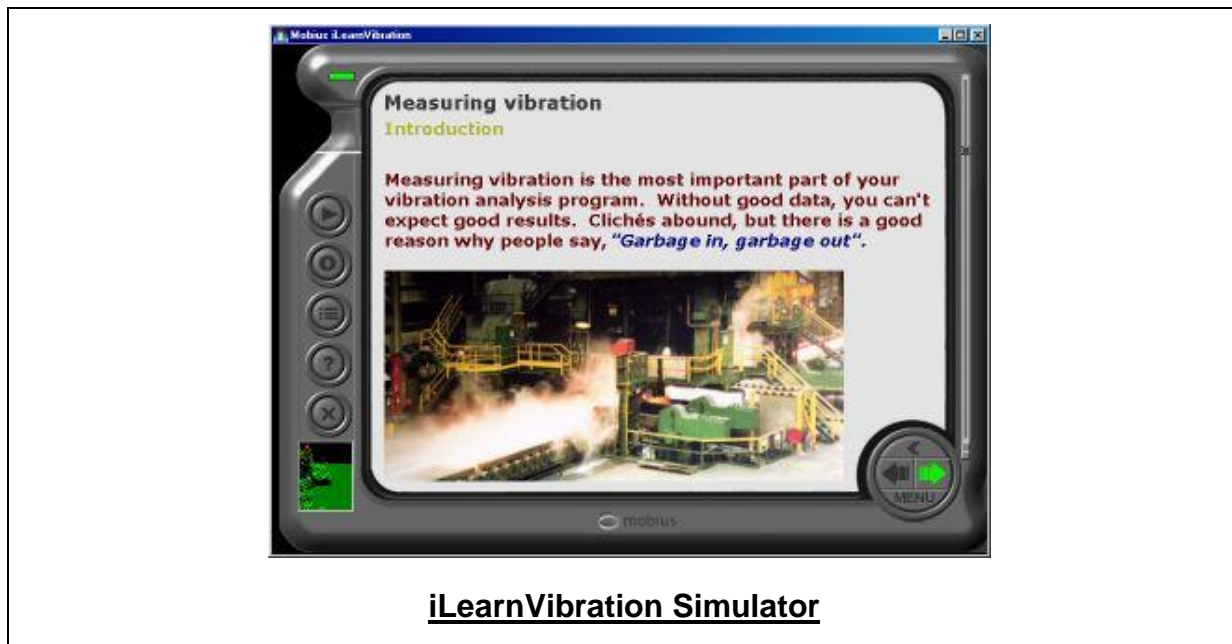 Mobius iLearnVibration
Measuring vibration
Introduction
Measuring vibration is the most important part of your
vibration analysis program. Without good data, you can't
expect good results. Clichés abound, but there is a good
reason why people say, "Garbage in, garbage out".
MENU
mobius
iLearnVibration Simulator